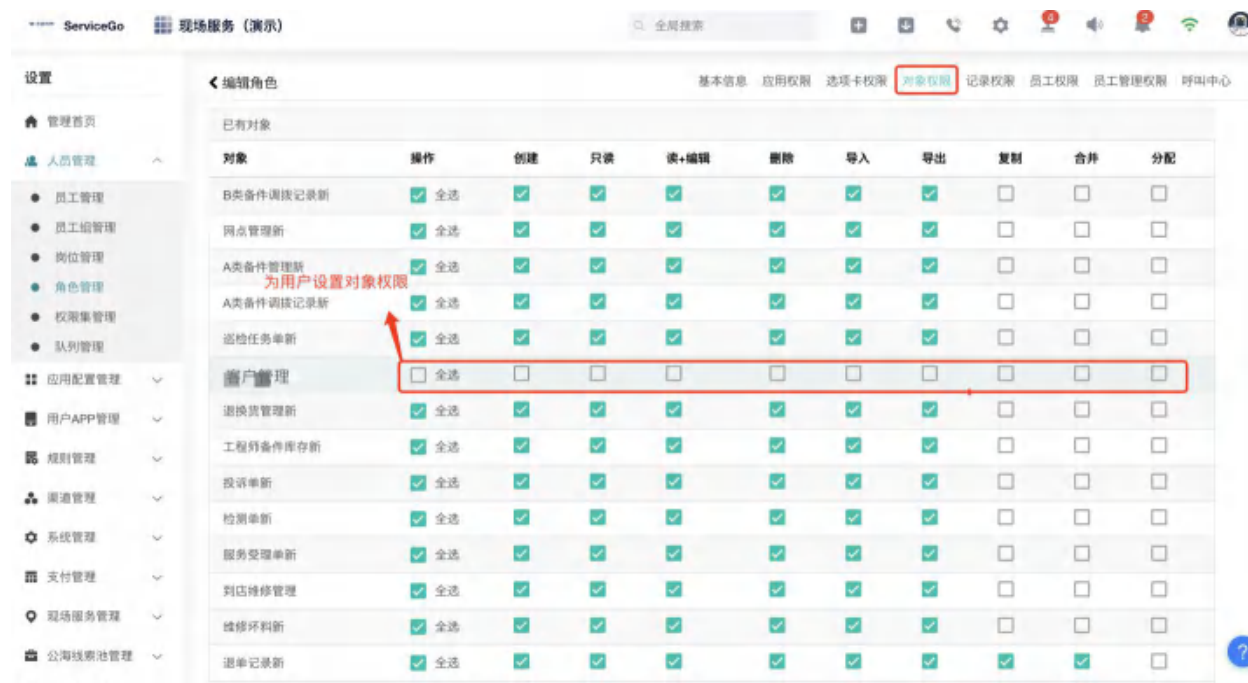 ServiceGo 现场服务（演示） 全局搜索 4 2
设置
编辑角色 基本信息 应用权限 选项卡权限 对象权限 记录权限 员工权限 员工管理权限 呼叫中心
管理首页
人员管理
员工管理
员工组管理
岗位管理
角色管理
权限集管理
队列管理
应用配置管理
用户APP管理
规则管理
渠道管理
系统管理
支付管理
现场服务管理
公海线索池管理
已有对象
对象 操作 创建 只读 读+编辑 删除 导入 导出 复制 合并 分配
B类备件调拨记录新 全选
网点管理新 全选
A类备件管理新 全选
为用户设置对象权限
A类备件调拨记录新 全选
巡检任务单新 全选
客户管理 全选
退换货管理新 全选
工程师备件库存新 全选
投诉单新 全选
检测单新 全选
服务受理单新 全选
到店维修管理 全选
维修坏料新 全选
退单记录新 全选
?